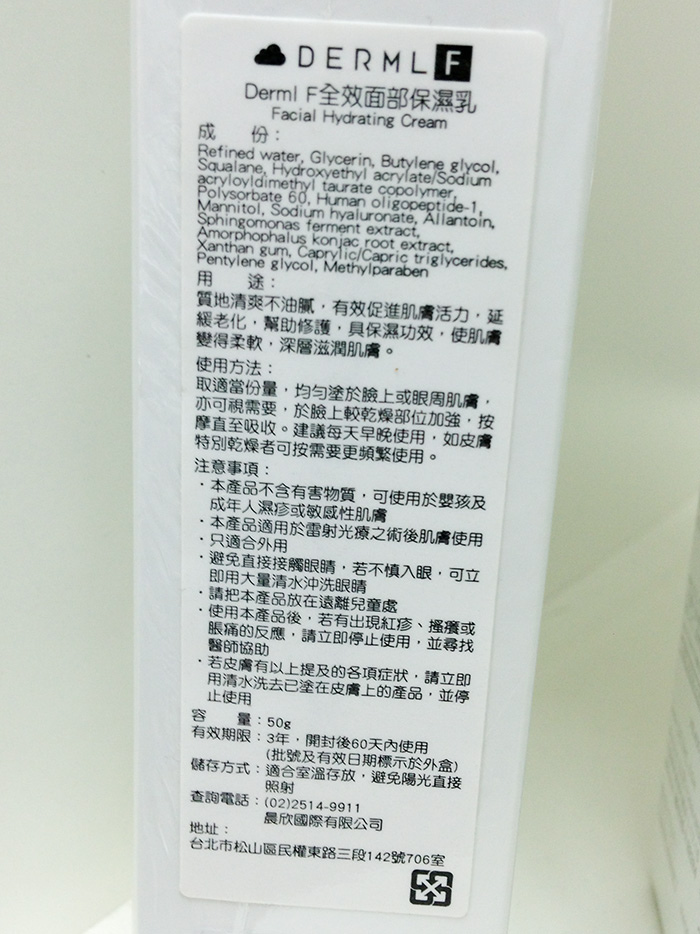 DERML F
Derml F全效面部保濕乳
Facial Hydrating Cream
成　份：
Refined water, Glycerin, Butylene glycol,
Squalane, Hydroxyethyl acrylate/Sodium
acryloyldimethyl taurate copolymer,
Polysorbate 60, Human oligopeptide-1,
Mannitol, Sodium hyaluronate, Allantoin,
Sphingomonas ferment extract,
Amorphophalus konjac root extract,
Xanthan gum, Caprylic/Capric triglycerides,
Pentylene glycol, Methylparaben
用　途：
質地清爽不油膩，有效促進肌膚活力，延
緩老化，幫助修護，具保濕功效，使肌膚
變得柔軟，深層滋潤肌膚。
使用方法：
取適當份量，均勻塗於臉上或眼周肌膚，
亦可視需要，於臉上較乾燥部位加強，按
摩直至吸收。建議每天早晚使用，如皮膚
特別乾燥者可按需要更頻繁使用。
注意事項：
·本產品不含有害物質，可使用於嬰孩及
成年人濕疹或敏感性肌膚
·本產品適用於雷射光療之術後肌膚使用
·只適合外用
·避免直接接觸眼睛，若不慎入眼，可立
即用大量清水沖洗眼睛
·請把本產品放在遠離兒童處
·使用本產品後，若有出現紅疹、搔癢或
脹痛的反應，請立即停止使用，並尋找
醫師協助
·若皮膚有以上提及的各項症狀，請立即
用清水洗去已塗在皮膚上的產品，並停
止使用
容　量：50g
有效期限：3年，開封後60天內使用
(批號及有效日期標示於外盒)
儲存方式：適合室溫存放，避免陽光直接
照射
查詢電話：(02)2514-9911
晨欣國際有限公司
地址：
台北市松山區民權東路三段142號706室